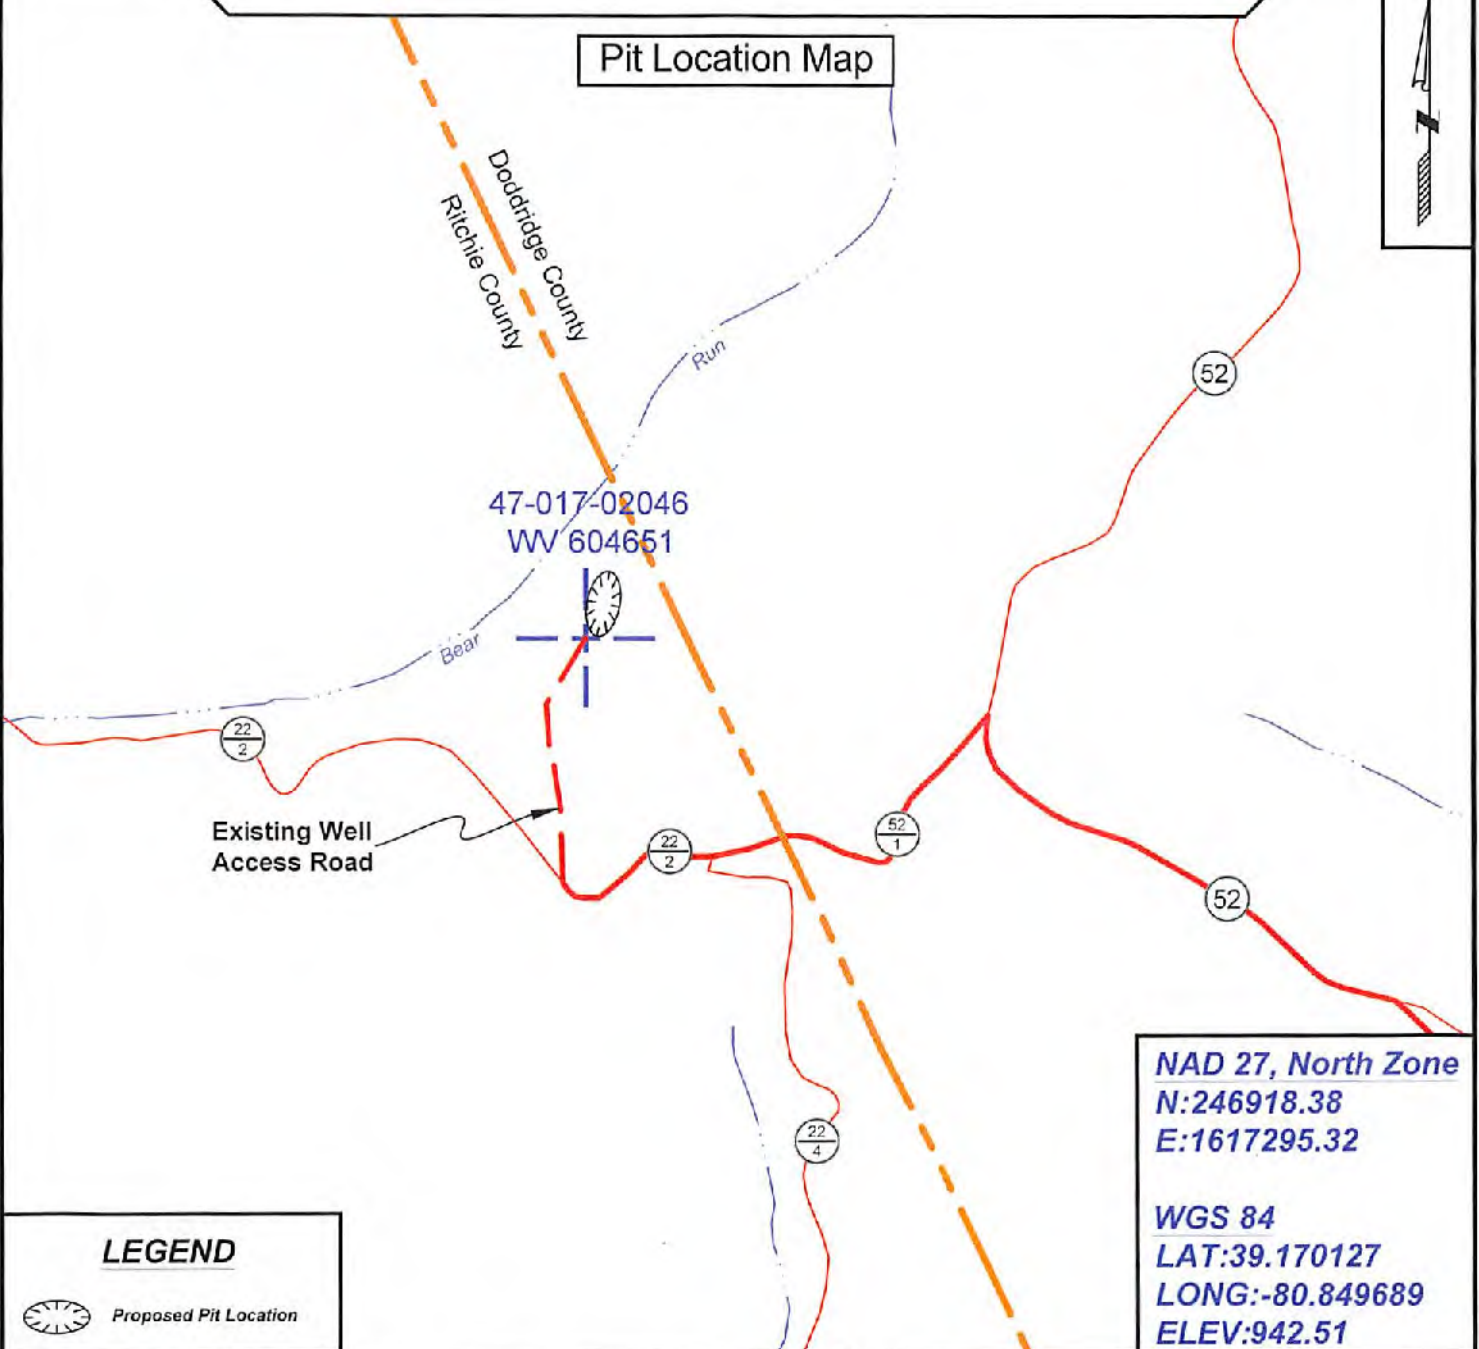 Pit Location Map
Doddridge County
Ritchie County
Run
52
47-017-02046
WV 604651
Bear
22
2
Existing Well
Access Road
22
2
52
1
52
22
4
NAD 27, North Zone
N:246918.38
E:1617295.32
WGS 84
LAT:39.170127
LONG:-80.849689
ELEV:942.51
LEGEND
Proposed Pit Location